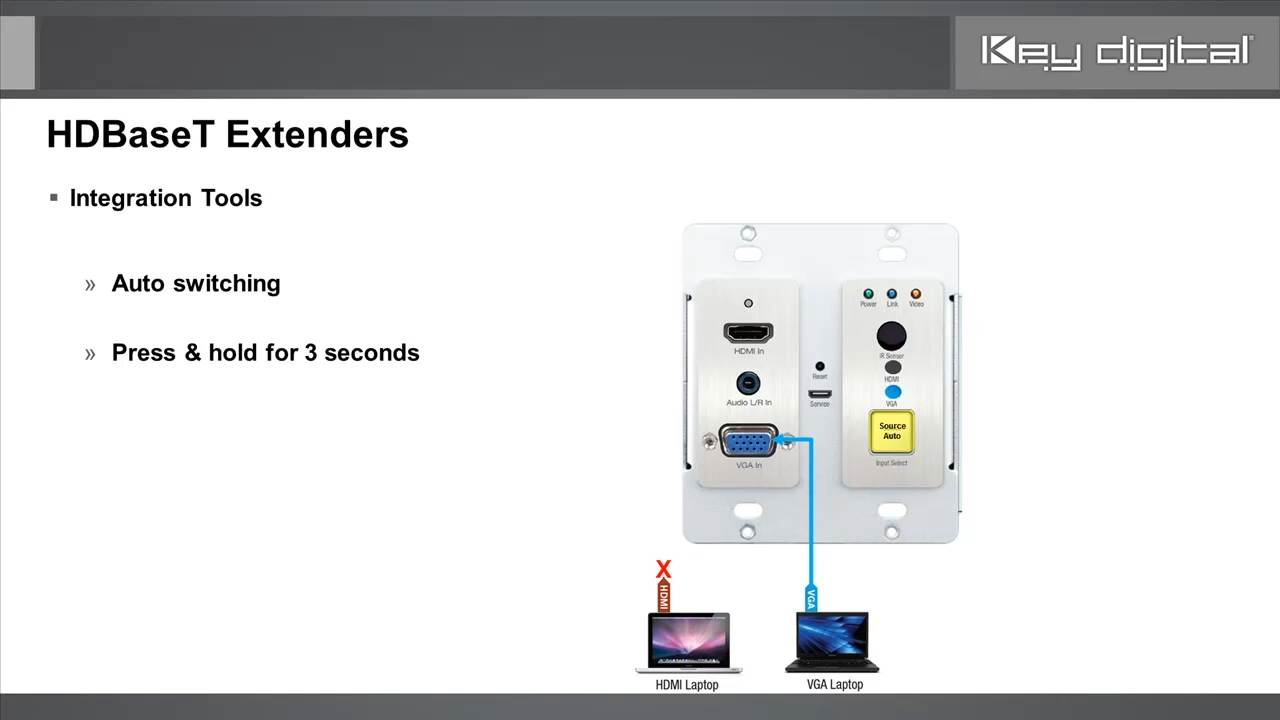 Key digital
HDBaseT Extenders
Integration Tools
» Auto switching
» Press & hold for 3 seconds
HDMI In
Audio L/R In
VGA In
Reset
Service
Power Link Video
IR Sensor
HDMI
VGA
Source
Auto
Input Select
X
HDMI
VGA
HDMI Laptop
VGA Laptop